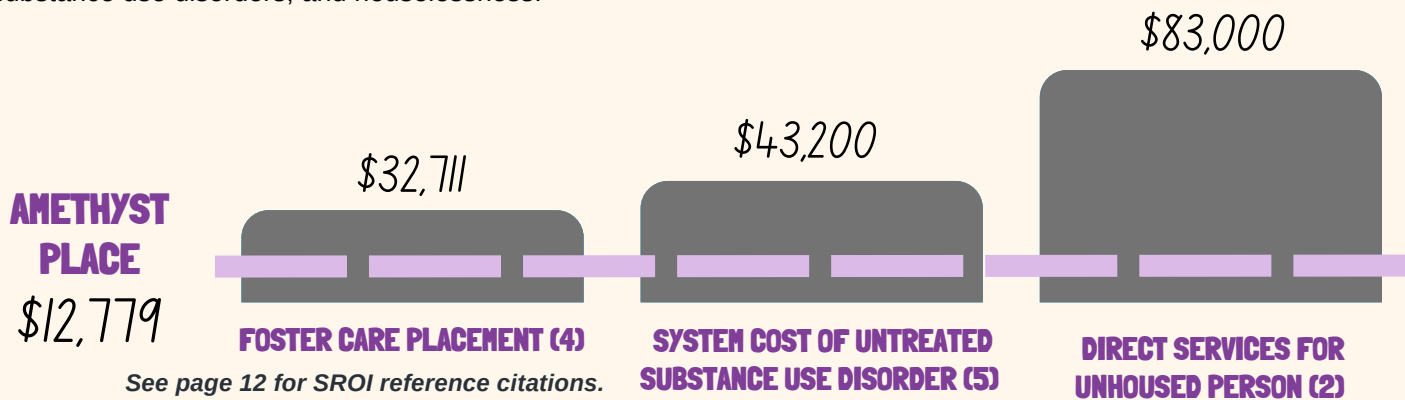 substance use disorders, and houselessness.
$83,000
$43,200
$32,711
AMETHYST
PLACE
$12,779
FOSTER CARE PLACEMENT (4)
SYSTEM COST OF UNTREATED
SUBSTANCE USE DISORDER (5)
DIRECT SERVICES FOR
UNHOUSED PERSON (2)
See page 12 for SROI reference citations.